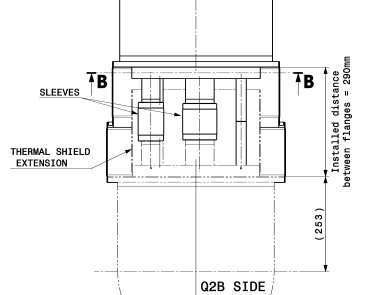 B
B
SLEEVES
THERMAL SHIELD
EXTENSION
Installed distance
between flanges = 290mm
(253)
Q2B SIDE